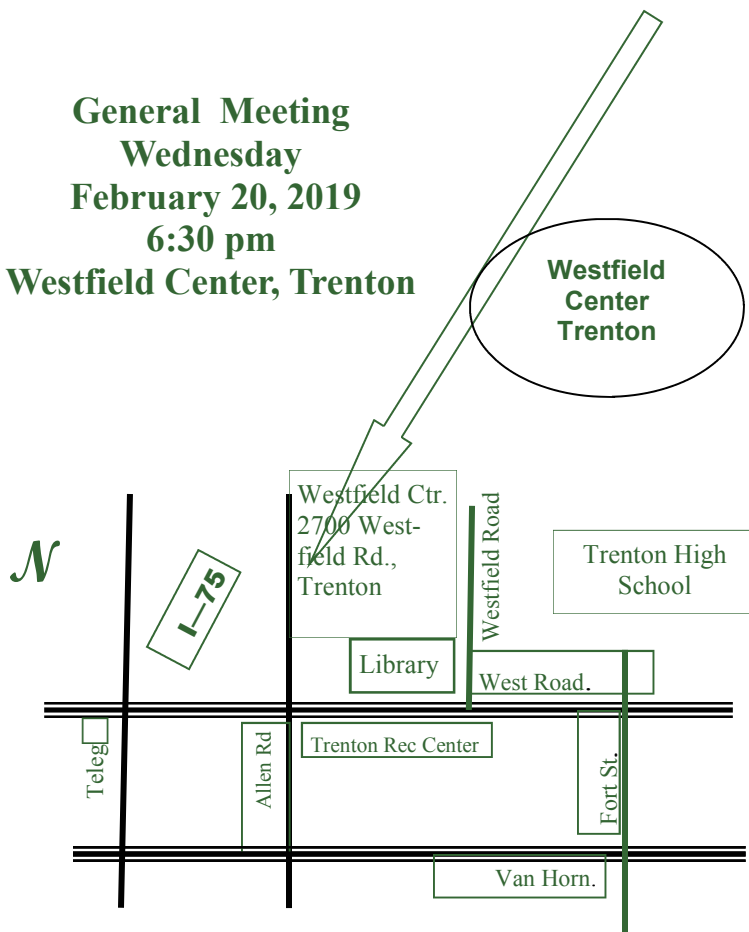 General Meeting
Wednesday
February 20, 2019
6:30 pm
Westfield Center, Trenton
Westfield
Center
Trenton
Westfield Ctr.
2700 West-
field Rd.,
Trenton
Westfield Road
Trenton High
School
N
I—75
Library
West Road.
Teleg
Allen Rd
Trenton Rec Center
Fort St.
Van Horn.